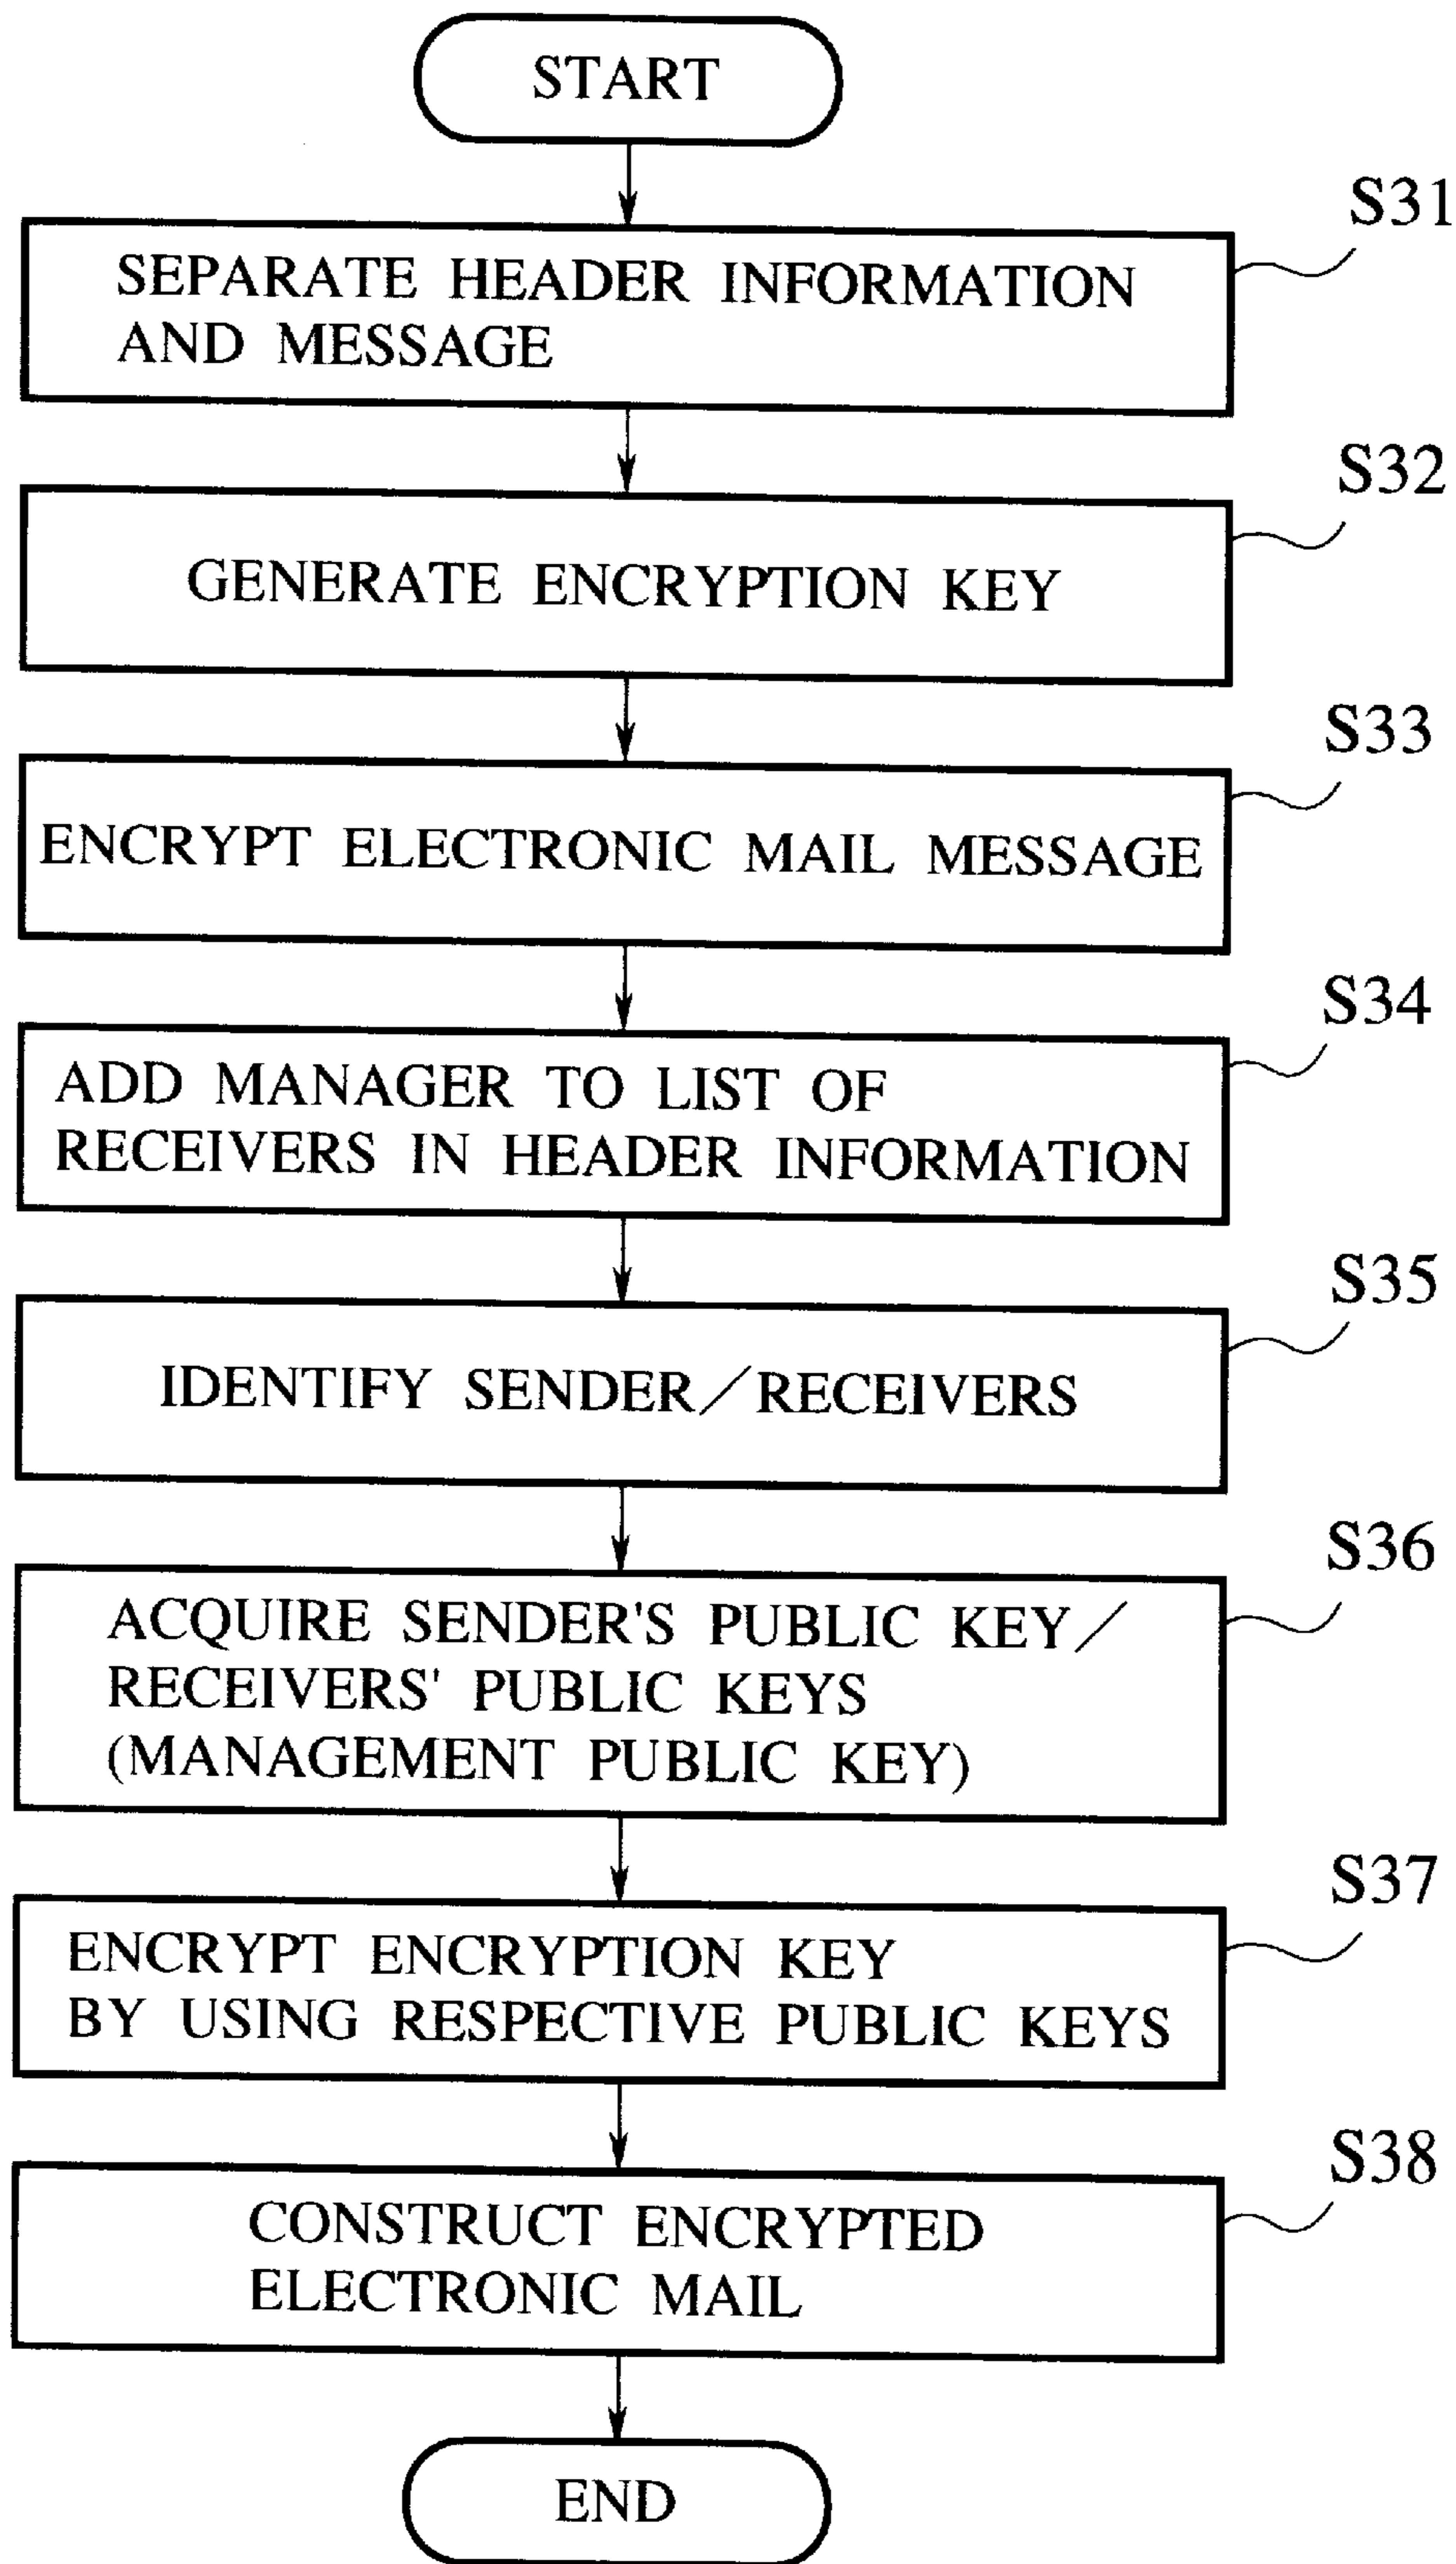 START
S31
SEPARATE HEADER INFORMATION
AND MESSAGE
S32
GENERATE ENCRYPTION KEY
S33
ENCRYPT ELECTRONIC MAIL MESSAGE
S34
ADD MANAGER TO LIST OF
RECEIVERS IN HEADER INFORMATION
S35
IDENTIFY SENDER/RECEIVERS
S36
ACQUIRE SENDER'S PUBLIC KEY/
RECEIVERS' PUBLIC KEYS
(MANAGEMENT PUBLIC KEY)
S37
ENCRYPT ENCRYPTION KEY
BY USING RESPECTIVE PUBLIC KEYS
S38
CONSTRUCT ENCRYPTED
ELECTRONIC MAIL
END